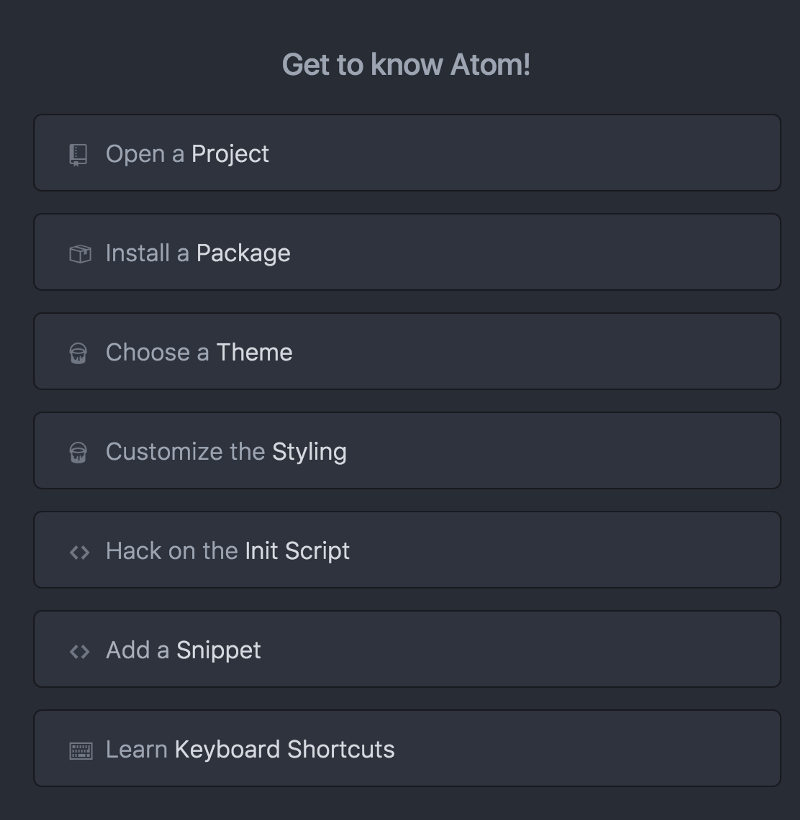 Get to know Atom!
Open a Project
Install a Package
Choose a Theme
Customize the Styling
Hack on the Init Script
Add a Snippet
Learn Keyboard Shortcuts